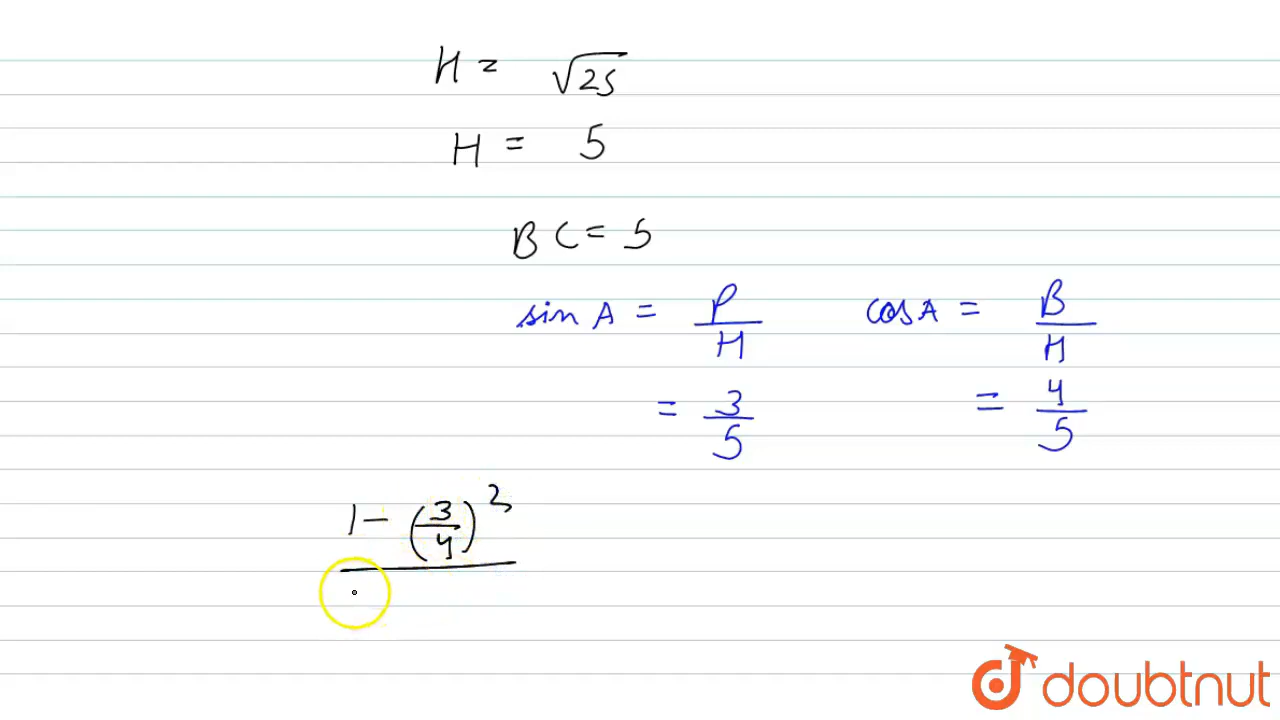 H = √25
H = 5
BC = 5
sin A = P/H cos A = B/H
= 3/5 = 4/5
1 - (3/4)²
doubtnut